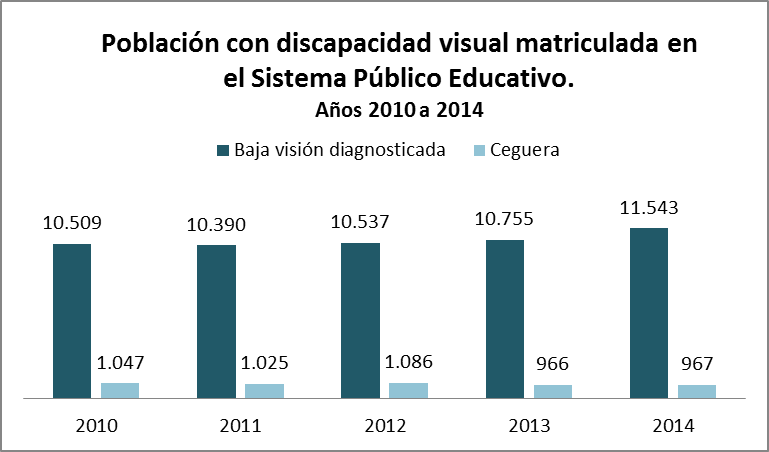 Población con discapacidad visual matriculada en
el Sistema Público Educativo.
Años 2010 a 2014
Baja visión diagnosticada Ceguera
10.509 1.047 10.390 1.025 10.537 1.086 10.755 966 11.543 967
2010 2011 2012 2013 2014